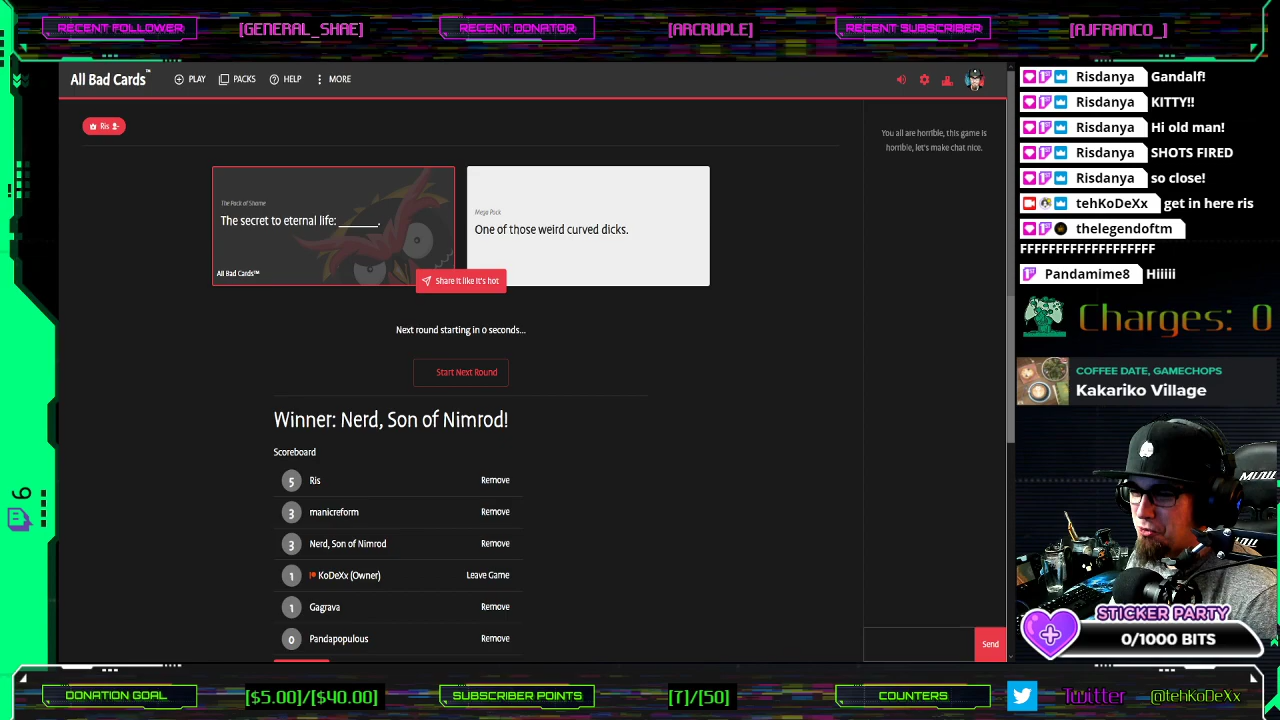 RECENT FOLLOWER
[GENERAL_SHAE]
RECENT DONATOR
[ARCRUPLE]
RECENT SUBSCRIBER
[AJFRANCO_]
All Bad Cards™
PLAY
PACKS
HELP
MORE
Ris
The Pack of Shame
The secret to eternal life: ______.
All Bad Cards™
Mega Pack
One of those weird curved dicks.
Share it like it's hot
Next round starting in 0 seconds...
Start Next Round
Winner: Nerd, Son of Nimrod!
Scoreboard
5 Ris Remove
3 manicreform Remove
3 Nerd, Son of Nimrod Remove
1 KoDeXx (Owner) Leave Game
1 Gagrava Remove
0 Pandapopulous Remove
You all are horrible, this game is
horrible, let's make chat nice.
Send
Risdanya Gandalf!
Risdanya KITTY!!
Risdanya Hi old man!
Risdanya SHOTS FIRED
Risdanya so close!
tehKoDeXx get in here ris
thelegendoftm
FFFFFFFFFFFFFFFFFFF
Pandamime8 Hiiiii
Charges: 0
COFFEE DATE, GAMECHOPS
Kakariko Village
STICKER PARTY
0/1000 BITS
6
DONATION GOAL
[$5.00]/[$40.00]
SUBSCRIBER POINTS
[7]/[50]
COUNTERS
Twitter
@tehKoDeXx